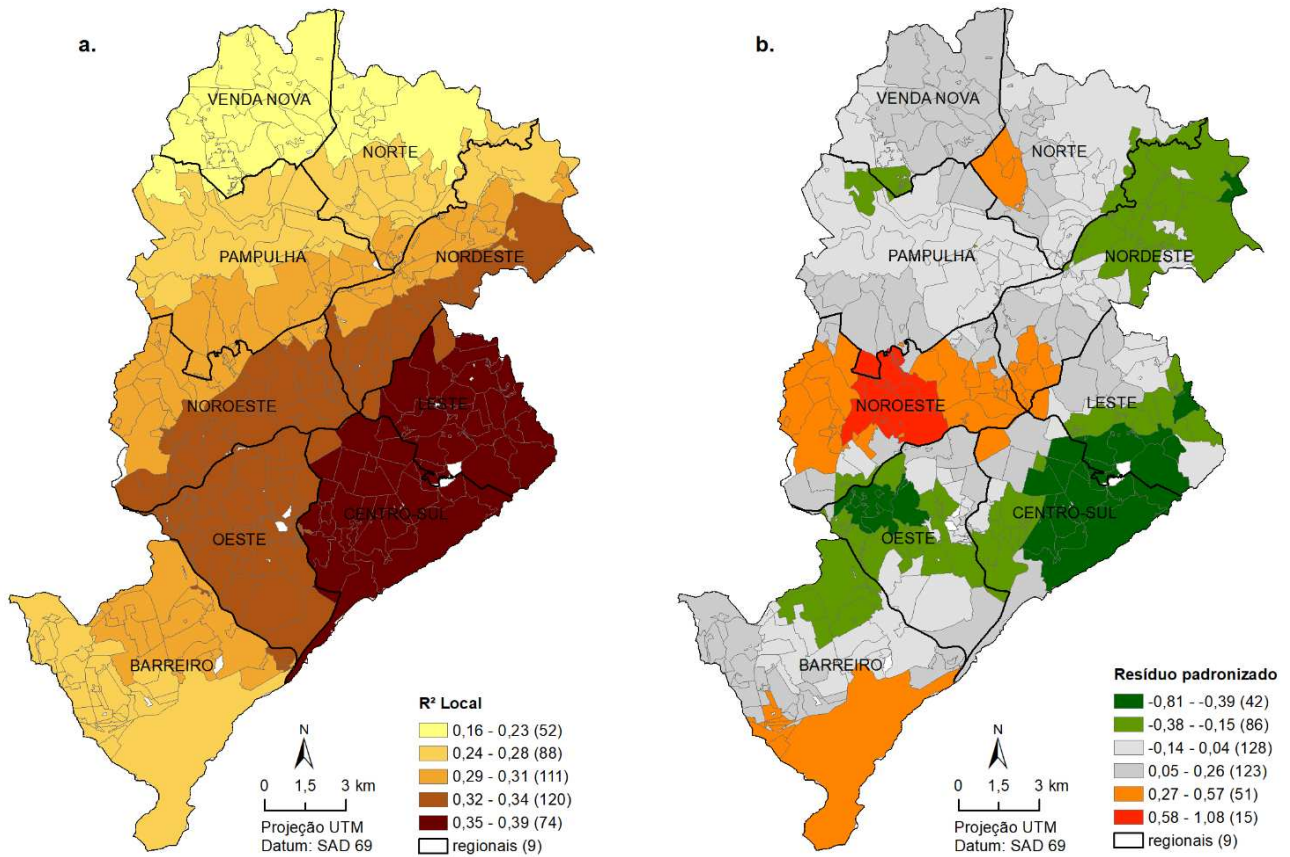 a.
VENDA NOVA
NORTE
PAMPULHA
NORDESTE
NOROESTE
LESTE
CENTRO-SUL
OESTE
BARREIRO
N
0 1,5 3 km
Projeção UTM
Datum: SAD 69
R² Local
0,16 - 0,23 (52)
0,24 - 0,28 (88)
0,29 - 0,31 (111)
0,32 - 0,34 (120)
0,35 - 0,39 (74)
regionais (9)
b.
VENDA NOVA
NORTE
PAMPULHA
NORDESTE
NOROESTE
LESTE
CENTRO-SUL
OESTE
BARREIRO
N
0 1,5 3 km
Projeção UTM
Datum: SAD 69
Resíduo padronizado
-0,81 - -0,39 (42)
-0,38 - -0,15 (86)
-0,14 - 0,04 (128)
0,05 - 0,26 (123)
0,27 - 0,57 (51)
0,58 - 1,08 (15)
regionais (9)